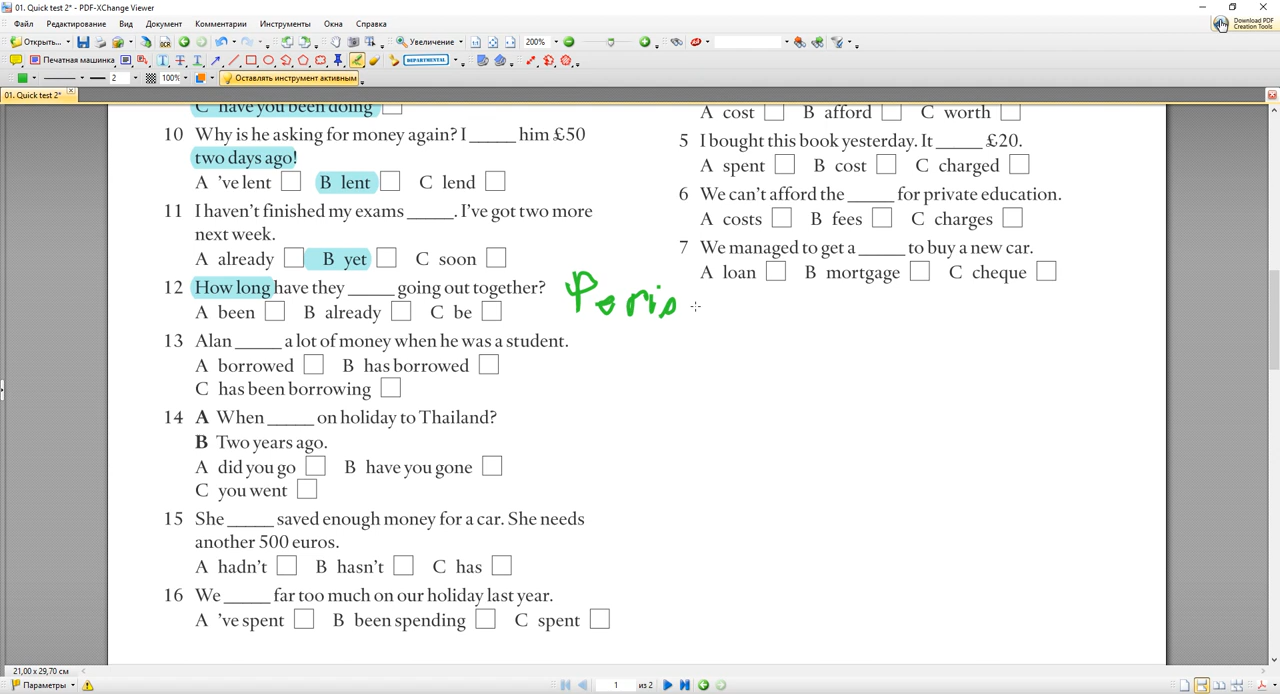 01. Quick test 2* - PDF-XChange Viewer
Файл Редактирование Вид Документ Комментарии Инструменты Окна Справка
Download PDF
Creation Tools
Открыть... OCR Увеличение 200%
Печатная машинка DEPARTMENTAL
2 100% Оставлять инструмент активным
01. Quick test 2*
C have you been doing
10 Why is he asking for money again? I _____ him £50
two days ago!
A 've lent B lent C lend
11 I haven't finished my exams _____. I've got two more
next week.
A already B yet C soon
12 How long have they _____ going out together?
A been B already C be
13 Alan _____ a lot of money when he was a student.
A borrowed B has borrowed
C has been borrowing
14 A When _____ on holiday to Thailand?
B Two years ago.
A did you go B have you gone
C you went
15 She _____ saved enough money for a car. She needs
another 500 euros.
A hadn't B hasn't C has
16 We _____ far too much on our holiday last year.
A 've spent B been spending C spent
A cost B afford C worth
5 I bought this book yesterday. It _____ £20.
A spent B cost C charged
6 We can't afford the _____ for private education.
A costs B fees C charges
7 We managed to get a _____ to buy a new car.
A loan B mortgage C cheque
21,00 x 29,70 см
Параметры 1 из 2